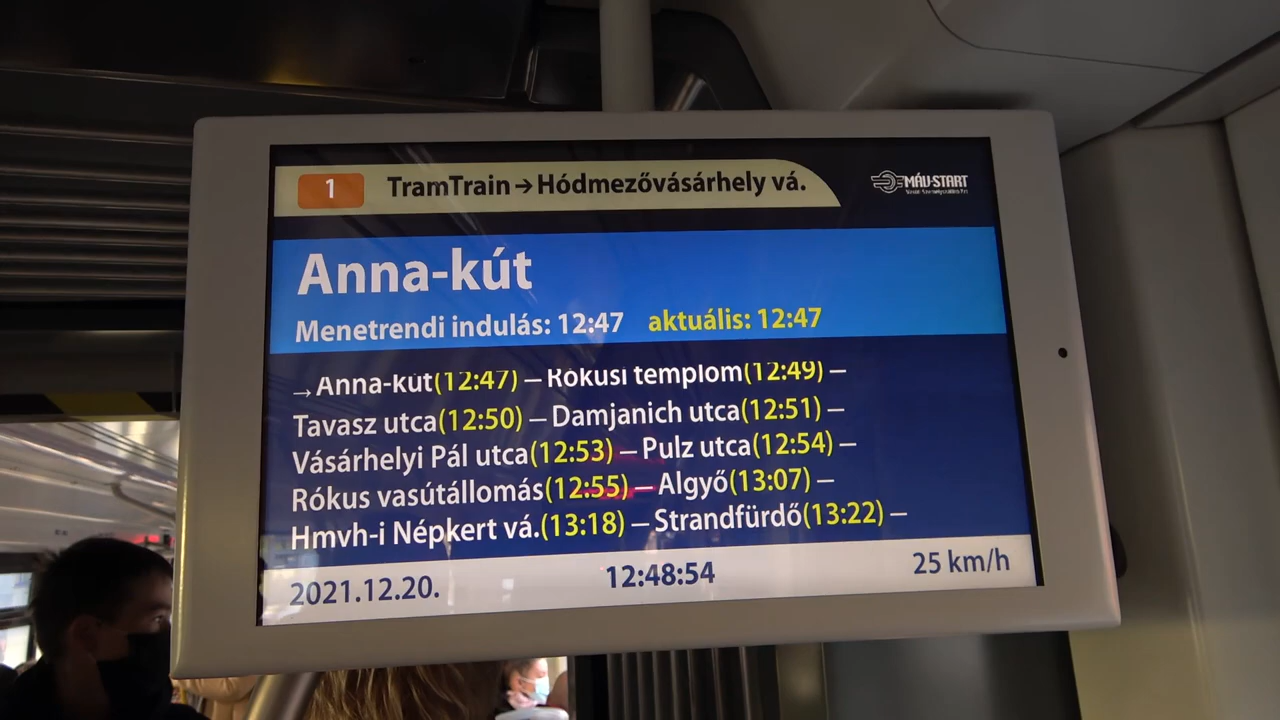 1 TramTrain → Hódmezővásárhely vá.
MÁV-START
Anna-kút
Menetrendi indulás: 12:47 aktuális: 12:47
→ Anna-kút(12:47) – Rókusi templom(12:49) –
Tavasz utca(12:50) – Damjanich utca(12:51) –
Vásárhelyi Pál utca(12:53) – Pulz utca(12:54) –
Rókus vasútállomás(12:55) – Algyő(13:07) –
Hmvh-i Népkert vá.(13:18) – Strandfürdő(13:22) –
2021.12.20. 12:48:54 25 km/h